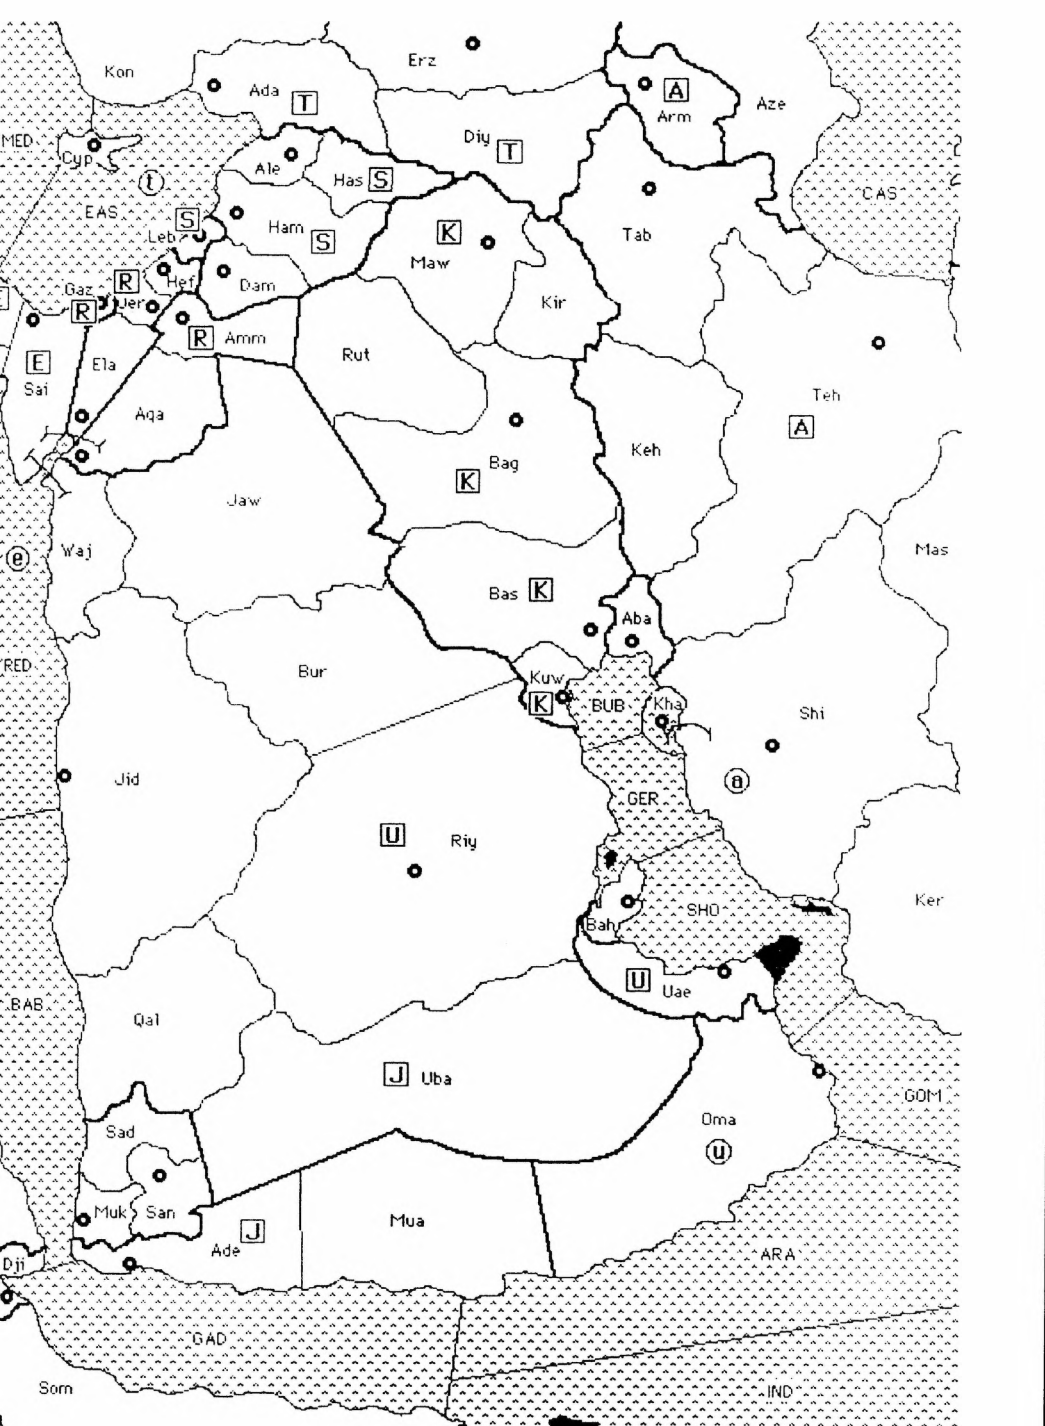 Erz
Kon
Ada
T
A
Arm
Aze
MED
Diy
T
Cyp
Ale
Has S
t
CAS
EAS
S
Leb
Ham
S
K
Maw
Tab
Gaz
R
Jer
Hef
Dam
R
Kir
E
Sai
Ela
R
Amm
Rut
Teh
A
Aqa
Keh
Bag
K
Jaw
e
Waj
Mas
Bas K
Aba
RED
Bur
Kuw
K
BUB
Kha
Shi
Jid
a
GER
U
Riy
Ker
SHO
Bah
U
Uae
BAB
Qal
J
Uba
GOM
Oma
u
Sad
Muk
San
Mua
J
Ade
Dji
ARA
GAD
Som
IND